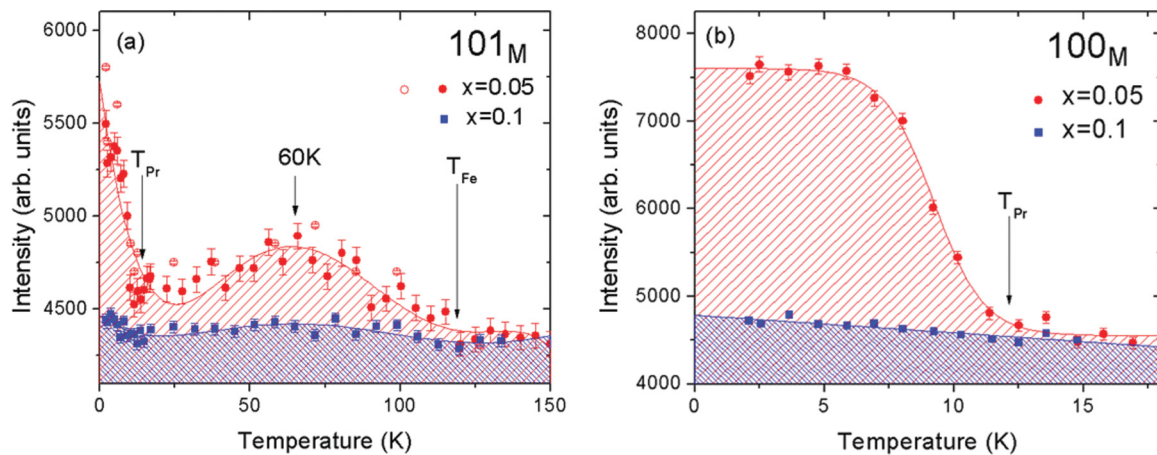 (a)
101M
x=0.05
x=0.1
TPr
60K
TFe
6000
5500
5000
4500
0
50
100
150
Intensity (arb. units)
Temperature (K)
(b)
100M
x=0.05
x=0.1
TPr
8000
7000
6000
5000
4000
0
5
10
15
Intensity (arb. units)
Temperature (K)